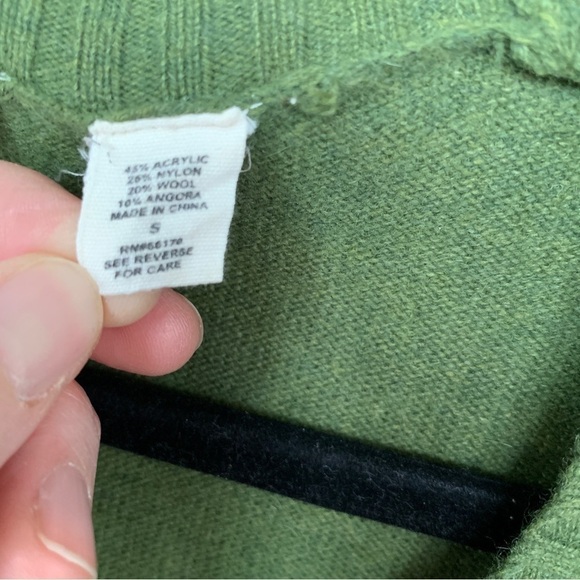 45% ACRYLIC
25% NYLON
20% WOOL
10% ANGORA
MADE IN CHINA
S
RN#66170
SEE REVERSE
FOR CARE